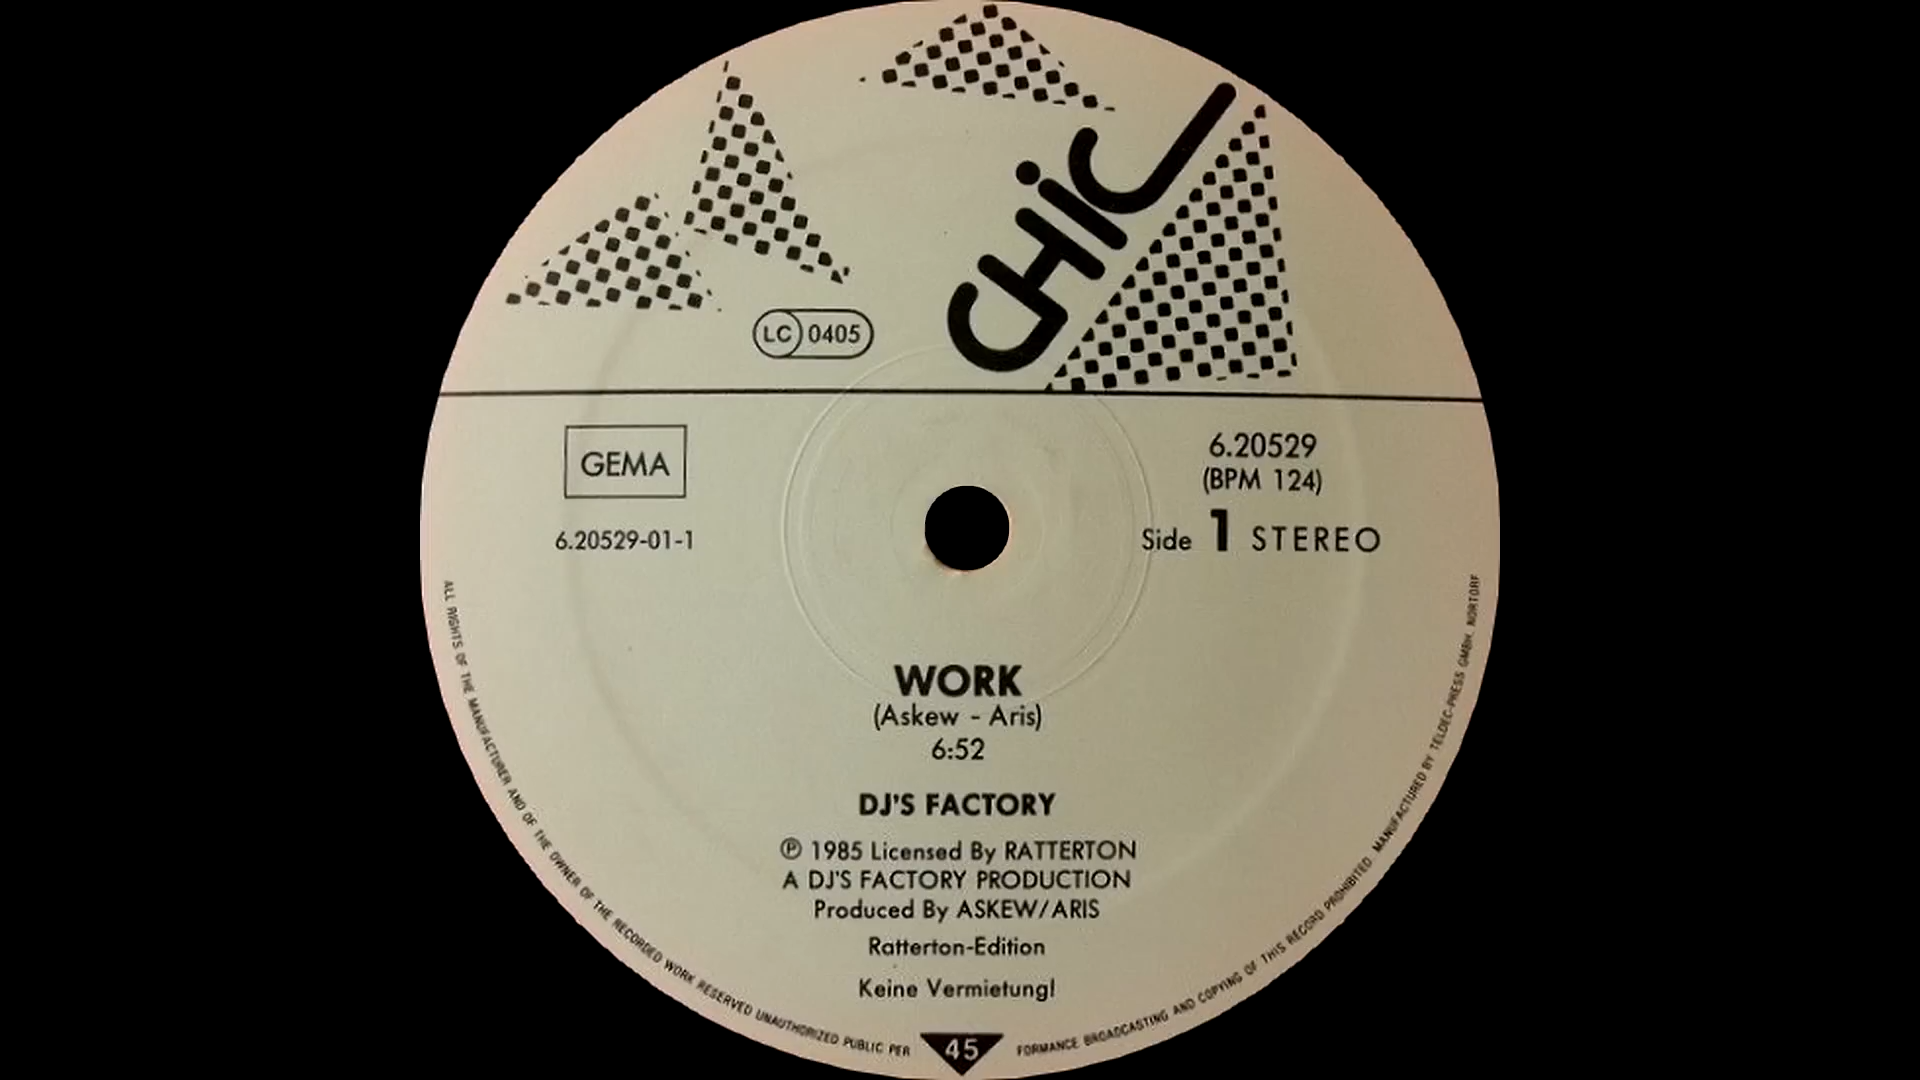 CHIC
LC 0405
GEMA
6.20529
(BPM 124)
6.20529-01-1
Side 1 STEREO
WORK
(Askew - Aris)
6:52
DJ'S FACTORY
℗ 1985 Licensed By RATTERTON
A DJ'S FACTORY PRODUCTION
Produced By ASKEW/ARIS
Ratterton-Edition
Keine Vermietung!
45
ALL RIGHTS OF THE MANUFACTURER AND OF THE OWNER OF THE RECORDED WORK RESERVED UNAUTHORIZED PUBLIC PER
FORMANCE BROADCASTING AND COPYING OF THIS RECORD PROHIBITED. MANUFACTURED BY TELDEC-PRESS GMBH. NORTORF